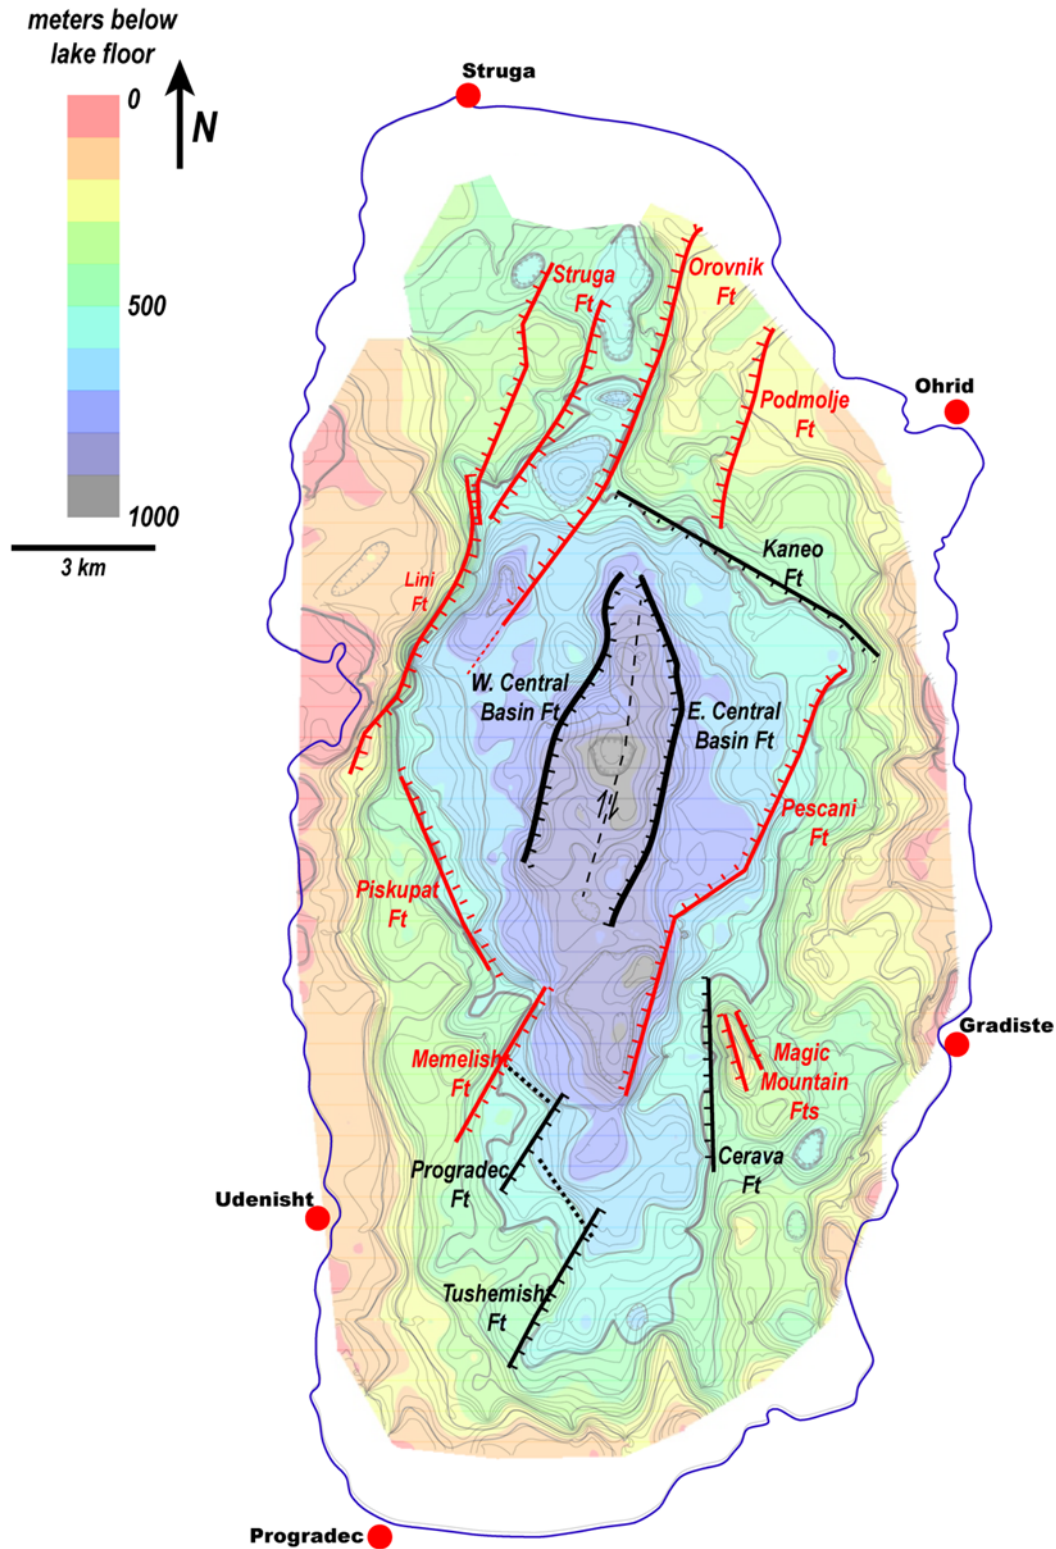 meters below
lake floor
0
500
1000
N
3 km
Struga
Struga
Ft
Orovnik
Ft
Ohrid
Podmolje
Ft
Kaneo
Ft
Lini
Ft
W. Central
Basin Ft
E. Central
Basin Ft
Pescani
Ft
Piskupat
Ft
Gradiste
Memelisht
Ft
Magic
Mountain
Fts
Progradec
Ft
Cerava
Ft
Udenisht
Tushemisht
Ft
Progradec